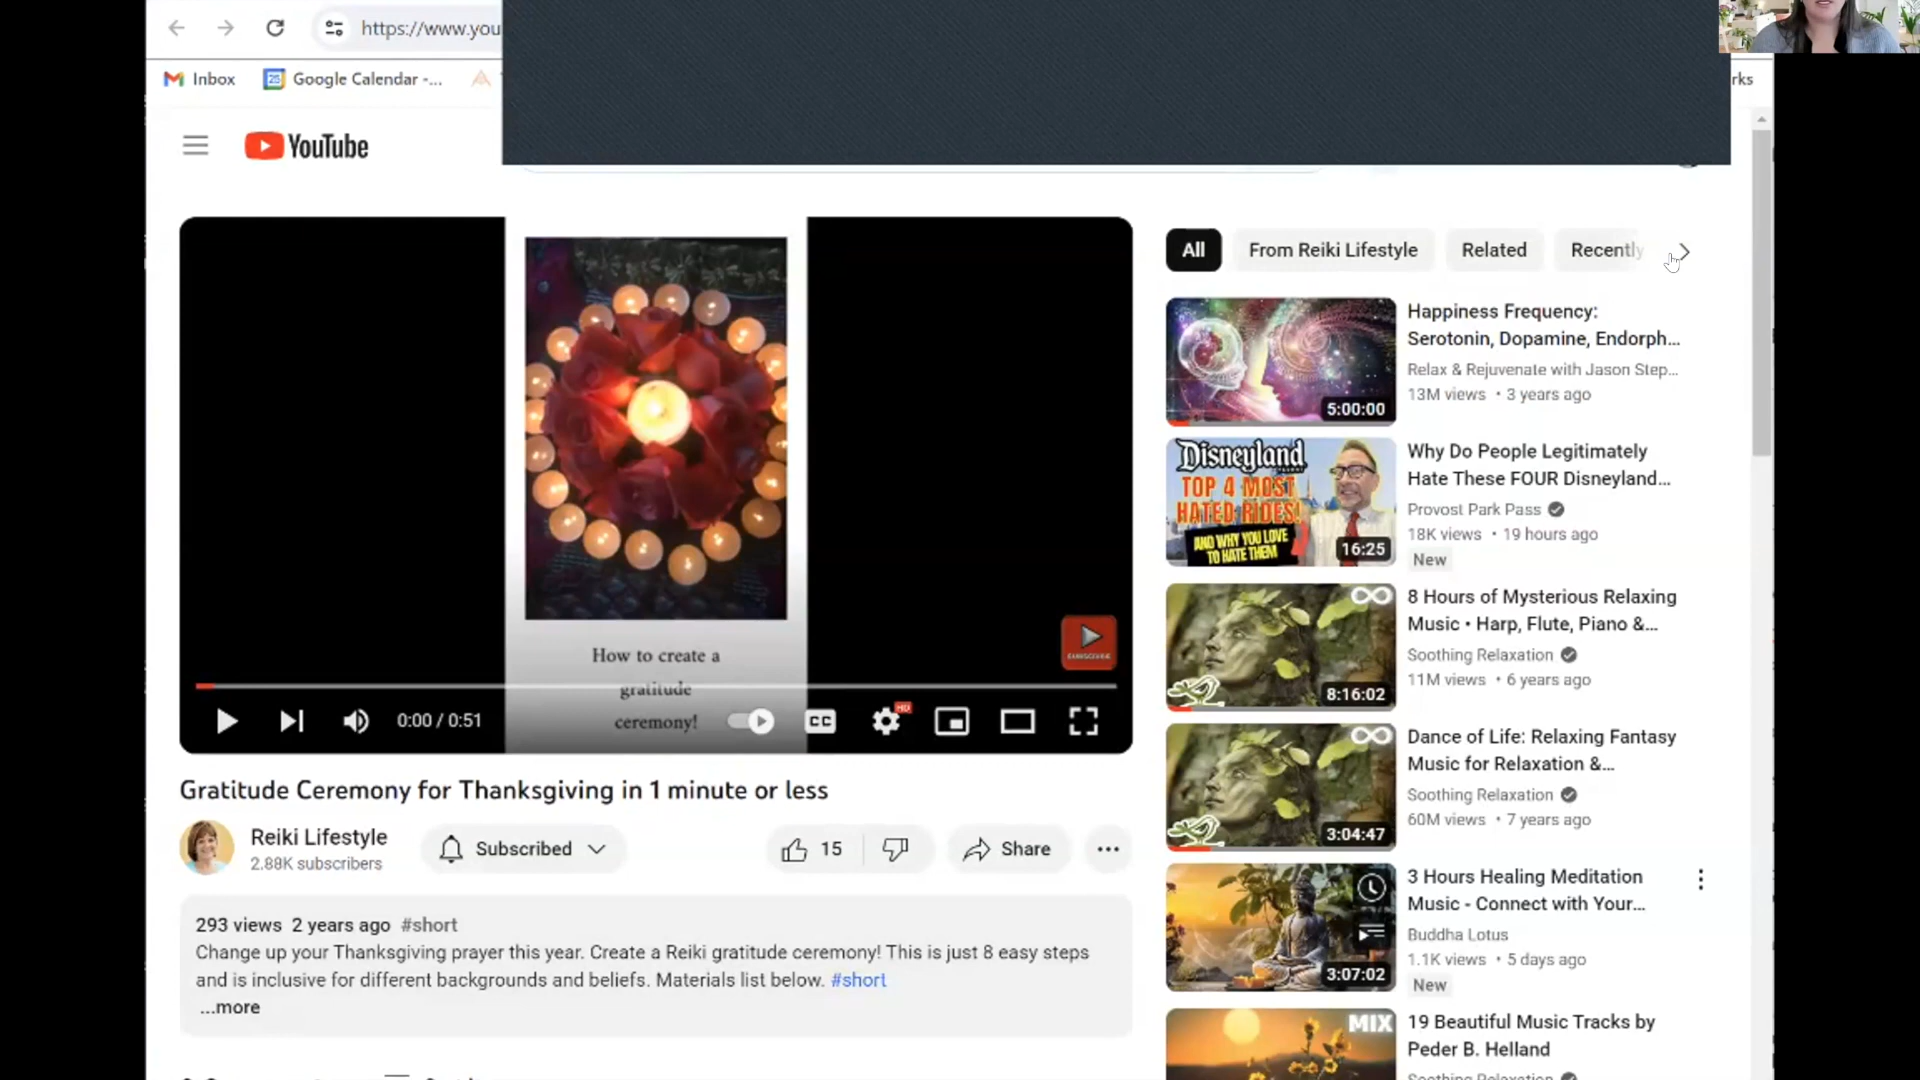 https://www.you
Inbox
Google Calendar -...
rks
YouTube
How to create a
gratitude
ceremony!
SUBSCRIBE
0:00 / 0:51
CC
HD
Gratitude Ceremony for Thanksgiving in 1 minute or less
Reiki Lifestyle
2.88K subscribers
Subscribed
15
Share
293 views 2 years ago #short
Change up your Thanksgiving prayer this year. Create a Reiki gratitude ceremony! This is just 8 easy steps
and is inclusive for different backgrounds and beliefs. Materials list below. #short
...more
All
From Reiki Lifestyle
Related
Recently
5:00:00
Happiness Frequency:
Serotonin, Dopamine, Endorph...
Relax & Rejuvenate with Jason Step...
13M views • 3 years ago
Disneyland
TOP 4 MOST
HATED RIDES!
AND WHY YOU LOVE
TO HATE THEM
16:25
Why Do People Legitimately
Hate These FOUR Disneyland...
Provost Park Pass
18K views • 19 hours ago
New
8:16:02
8 Hours of Mysterious Relaxing
Music • Harp, Flute, Piano &...
Soothing Relaxation
11M views • 6 years ago
3:04:47
Dance of Life: Relaxing Fantasy
Music for Relaxation &...
Soothing Relaxation
60M views • 7 years ago
3:07:02
3 Hours Healing Meditation
Music - Connect with Your...
Buddha Lotus
1.1K views • 5 days ago
New
MIX
19 Beautiful Music Tracks by
Peder B. Helland
Soothing Relaxation